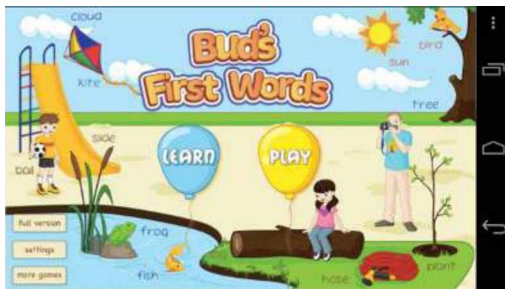 cloud
Bud's
First Words
bird
sun
kite
tree
slide
LEARN
PLAY
ball
full version
frog
settings
fish
more games
hose
plant